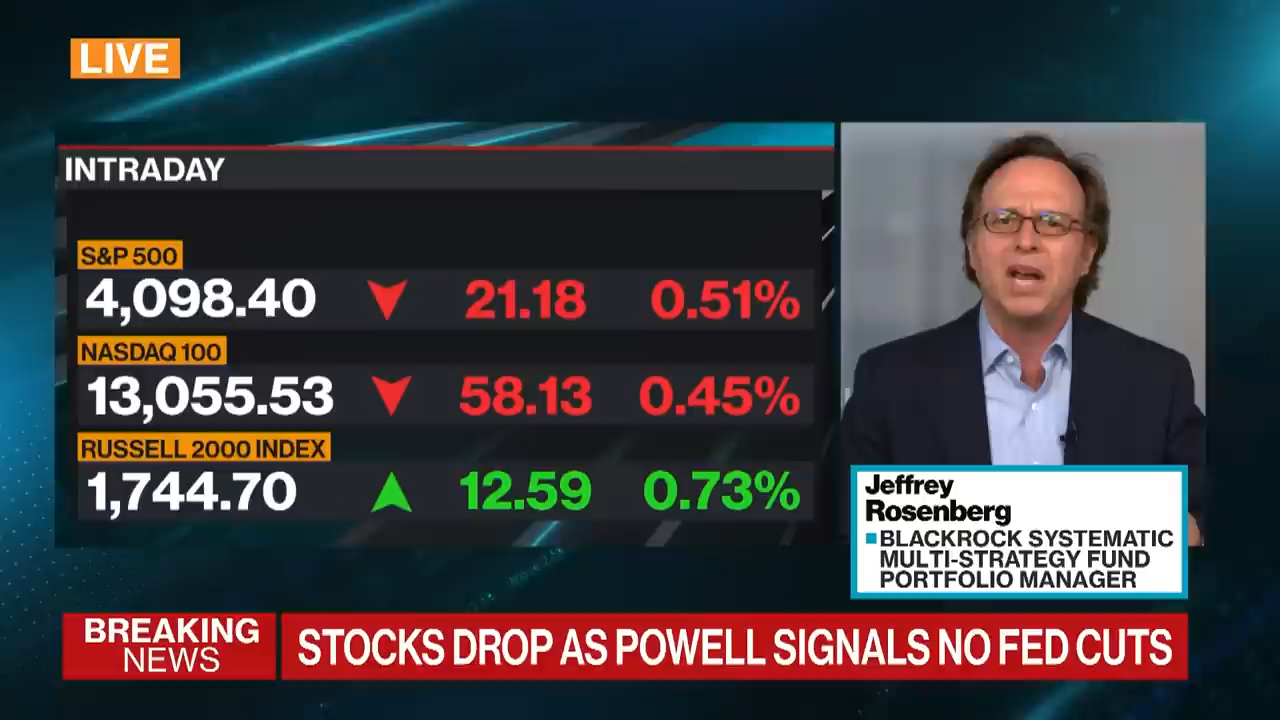 LIVE
INTRADAY
S&P 500
4,098.40 ▼ 21.18 0.51%
NASDAQ 100
13,055.53 ▼ 58.13 0.45%
RUSSELL 2000 INDEX
1,744.70 ▲ 12.59 0.73%
Jeffrey
Rosenberg
BLACKROCK SYSTEMATIC
MULTI-STRATEGY FUND
PORTFOLIO MANAGER
BREAKING
NEWS
STOCKS DROP AS POWELL SIGNALS NO FED CUTS